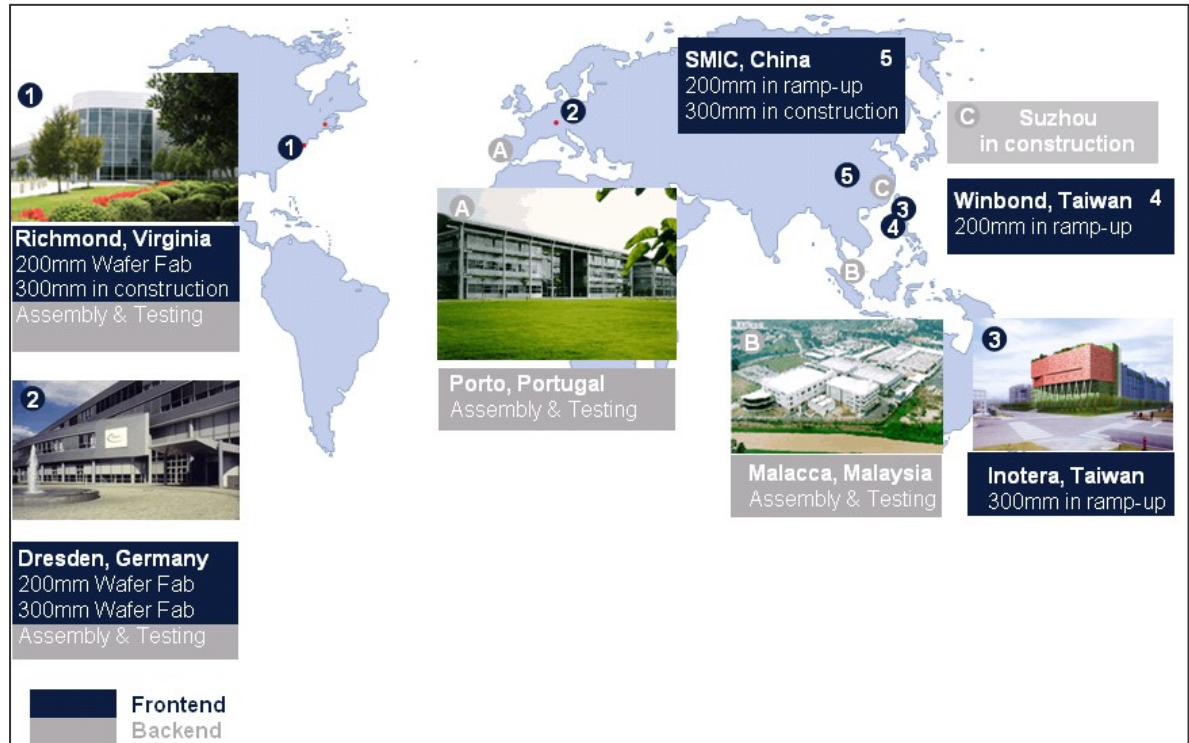 1
Richmond, Virginia
200mm Wafer Fab
300mm in construction
Assembly & Testing
2
Dresden, Germany
200mm Wafer Fab
300mm Wafer Fab
Assembly & Testing
Frontend
Backend
1
2
A
A
Porto, Portugal
Assembly & Testing
SMIC, China 5
200mm in ramp-up
300mm in construction
C Suzhou
in construction
Winbond, Taiwan 4
200mm in ramp-up
5
C
3
4
B
B
Malacca, Malaysia
Assembly & Testing
3
Inotera, Taiwan
300mm in ramp-up